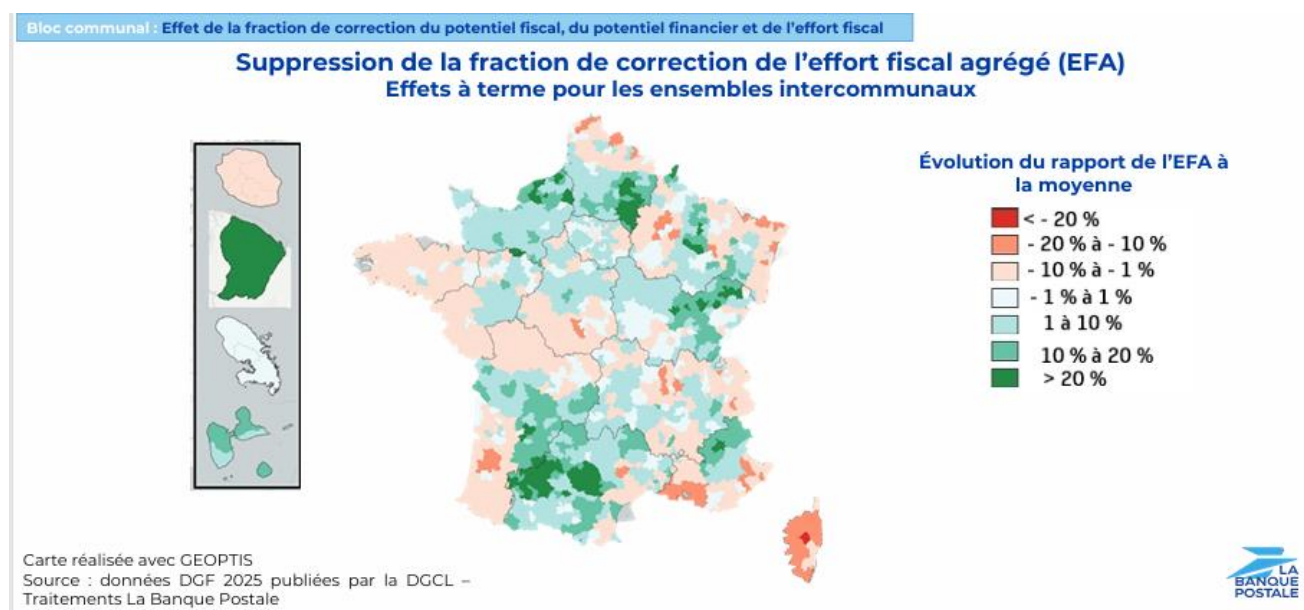 Bloc communal : Effet de la fraction de correction du potentiel fiscal, du potentiel financier et de l’effort fiscal
Suppression de la fraction de correction de l’effort fiscal agrégé (EFA)
Effets à terme pour les ensembles intercommunaux
Évolution du rapport de l’EFA à
la moyenne
< - 20 %
- 20 % à - 10 %
- 10 % à - 1 %
- 1 % à 1 %
1 à 10 %
10 % à 20 %
> 20 %
Carte réalisée avec GEOPTIS
Source : données DGF 2025 publiées par la DGCL –
Traitements La Banque Postale
LA
BANQUE
POSTALE